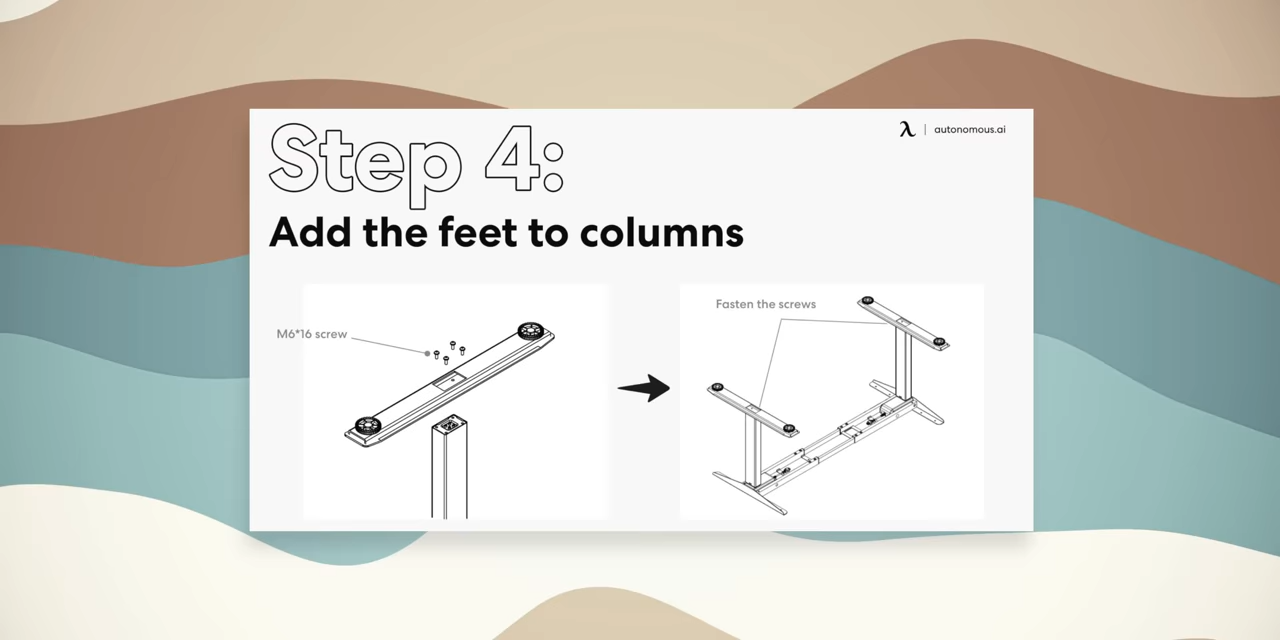 Step 4:
autonomous.ai
Add the feet to columns
M6*16 screw
Fasten the screws